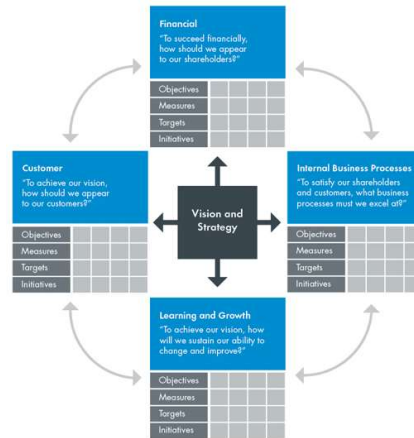 Financial
"To succeed financially,
how should we appear
to our shareholders?"
Objectives
Measures
Targets
Initiatives
Customer
"To achieve our vision,
how should we appear
to our customers?"
Objectives
Measures
Targets
Initiatives
Vision and
Strategy
Internal Business Processes
"To satisfy our shareholders
and customers, what business
processes must we excel at?"
Objectives
Measures
Targets
Initiatives
Learning and Growth
"To achieve our vision, how
will we sustain our ability to
change and improve?"
Objectives
Measures
Targets
Initiatives